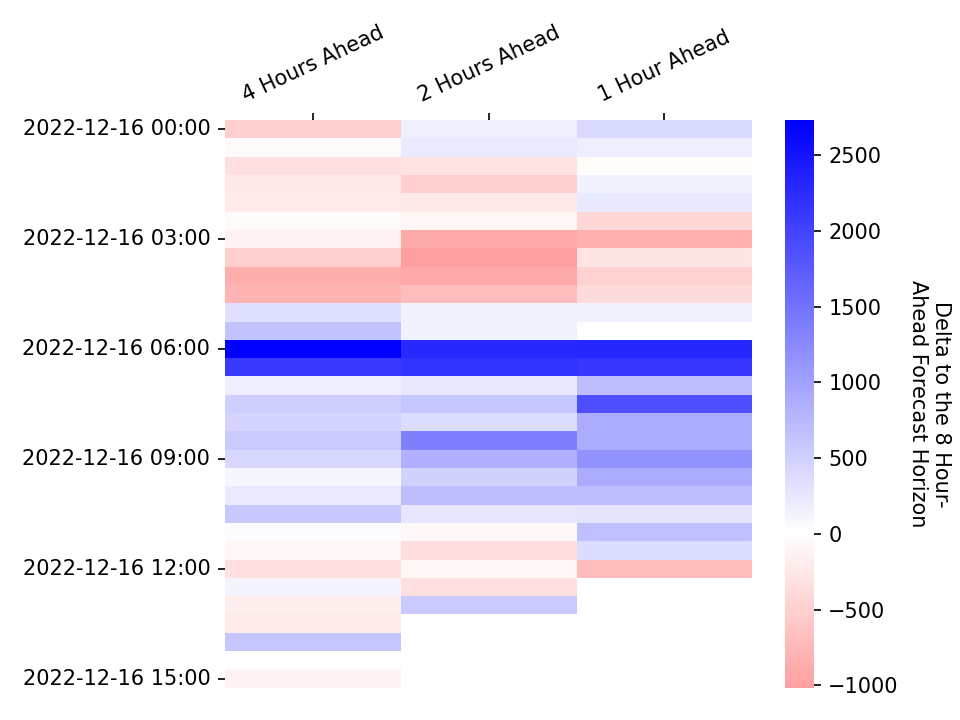 4 Hours Ahead
2 Hours Ahead
1 Hour Ahead
2022-12-16 00:00
2022-12-16 03:00
2022-12-16 06:00
2022-12-16 09:00
2022-12-16 12:00
2022-12-16 15:00
2500
2000
1500
1000
500
0
−500
−1000
Delta to the 8 Hour-
Ahead Forecast Horizon